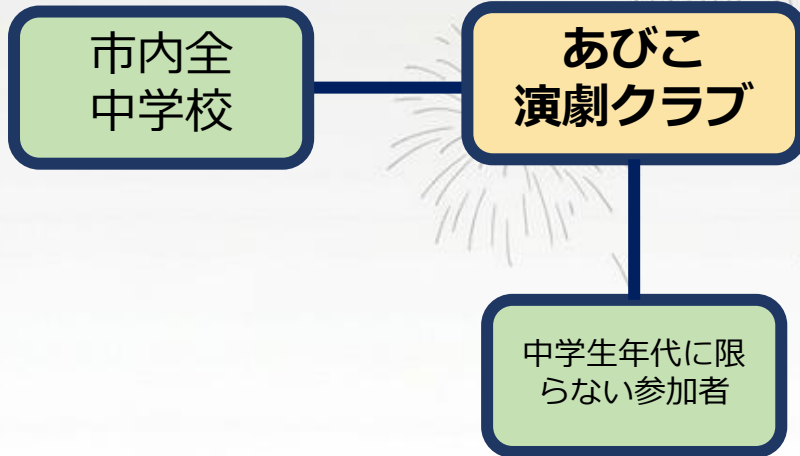 市内全
中学校
あびこ
演劇クラブ
中学生年代に限
らない参加者